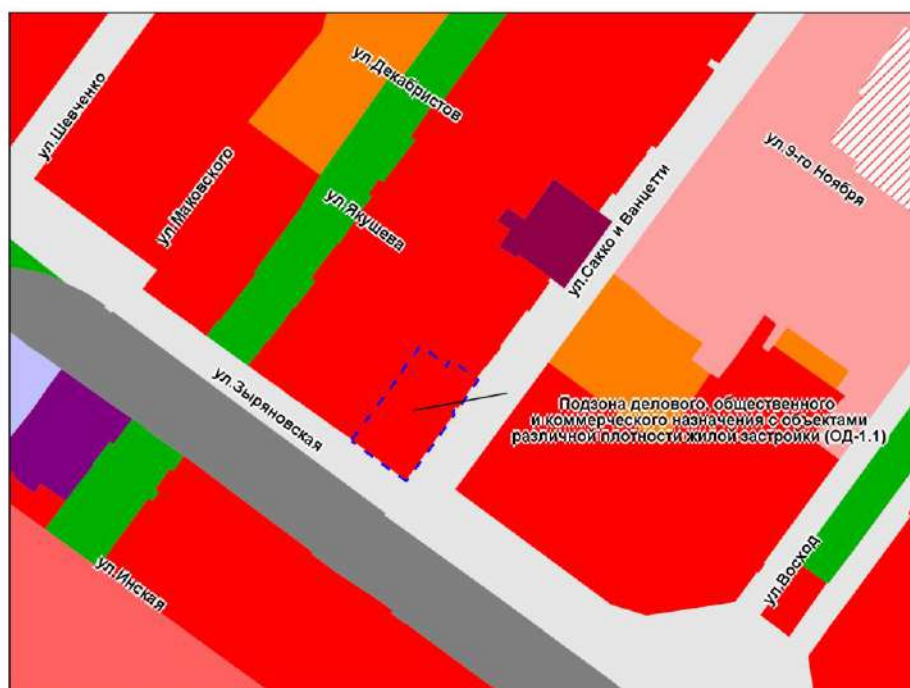 ул.Шевченко
ул.Декабристов
ул.Маковского
ул.Якушева
ул.9-го Ноября
ул.Сакко и Ванцетти
ул.Зыряновская
Подзона делового, общественного
и коммерческого назначения с объектами
различной плотности жилой застройки (ОД-1.1)
ул.Восход
ул.Инская